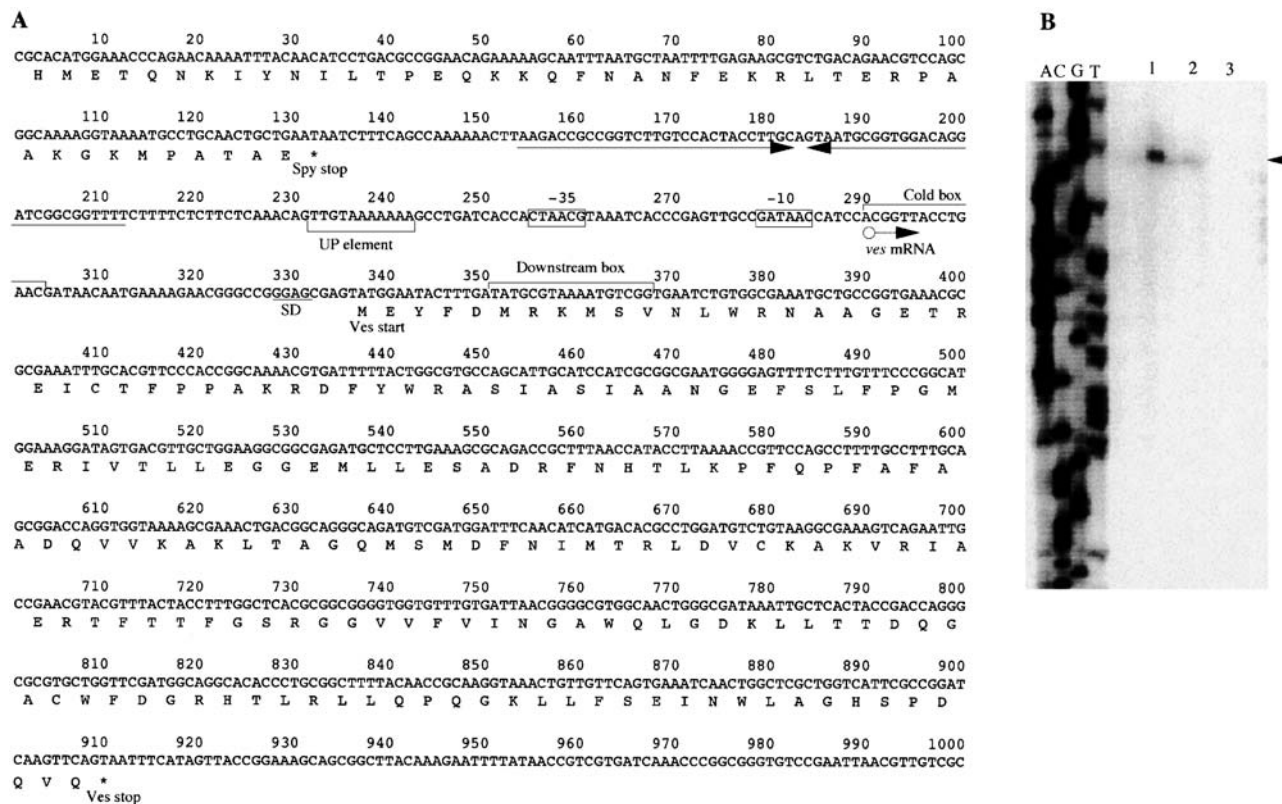 A
10 20 30 40 50 60 70 80 90 100
CGCACATGGAAACCCAGAACAAAATTTACAACATCCTGACGCCGGAACAGAAAAAGCAATTTAATGCTAATTTTGAGAAGCGTCTGACAGAACGTCCAGC
H M E T Q N K I Y N I L T P E Q K K Q F N A N F E K R L T E R P A
110 120 130 140 150 160 170 180 190 200
GGCAAAAGGTAAAATGCCTGCAACTGCTGAATAATCTTTCAGCCAAAAAACTTAAGACCGCCGGTCTTGTCCACTACCTTGCAGTAATGCGGTGGACAGG
A K G K M P A T A E *
Spy stop
210 220 230 240 250 260 270 280 290 Cold box
-35 -10
ATCGGCGGTTTTCTTTTCTCTTCTCAAACAGTTGTAAAAAAAGCCTGATCACCACTAACGTAAATCACCCGAGTTGCCGATAACCATCCACGGTTACCTG
UP element
ves mRNA
310 320 330 340 350 Downstream box 370 380 390 400
AACGATAACAATGAAAAGAACGGGCCGGGAGCGAGTATGGAATACTTTGATATGCGTAAAATGTCGGTGAATCTGTGGCGAAATGCTGCCGGTGAAACGC
SD
M E Y F D M R K M S V N L W R N A A G E T R
Ves start
410 420 430 440 450 460 470 480 490 500
GCGAAATTTGCACGTTCCCACCGGCAAAACGTGATTTTTACTGGCGTGCCAGCATTGCATCCATCGCGGCGAATGGGGAGTTTTCTTTGTTTCCCGGCAT
E I C T F P P A K R D F Y W R A S I A S I A A N G E F S L F P G M
510 520 530 540 550 560 570 580 590 600
GGAAAGGATAGTGACGTTGCTGGAAGGCGGCGAGATGCTCCTTGAAAGCGCAGACCGCTTTAACCATACCTTAAAACCGTTCCAGCCTTTTGCCTTTGCA
E R I V T L L E G G E M L L E S A D R F N H T L K P F Q P F A F A
610 620 630 640 650 660 670 680 690 700
GCGGACCAGGTGGTAAAAGCGAAACTGACGGCAGGGCAGATGTCGATGGATTTCAACATCATGACACGCCTGGATGTCTGTAAGGCGAAAGTCAGAATTG
A D Q V V K A K L T A G Q M S M D F N I M T R L D V C K A K V R I A
710 720 730 740 750 760 770 780 790 800
CCGAACGTACGTTTACTACCTTTGGCTCACGCGGCGGGGTGGTGTTTGTGATTAACGGGGCGTGGCAACTGGGCGATAAATTGCTCACTACCGACCAGGG
E R T F T T F G S R G G V V F V I N G A W Q L G D K L L T T D Q G
810 820 830 840 850 860 870 880 890 900
CGCGTGCTGGTTCGATGGCAGGCACACCCTGCGGCTTTTACAACCGCAAGGTAAACTGTTGTTCAGTGAAATCAACTGGCTCGCTGGTCATTCGCCGGAT
A C W F D G R H T L R L L Q P Q G K L L F S E I N W L A G H S P D
910 920 930 940 950 960 970 980 990 1000
CAAGTTCAGTAATTTCATAGTTACCGGAAAGCAGCGGCTTACAAAGAATTTTATAACCGTCGTGATCAAACCCGGCGGGTGTCCGAATTAACGTTGTCGC
Q V Q *
Ves stop
B
A C G T 1 2 3